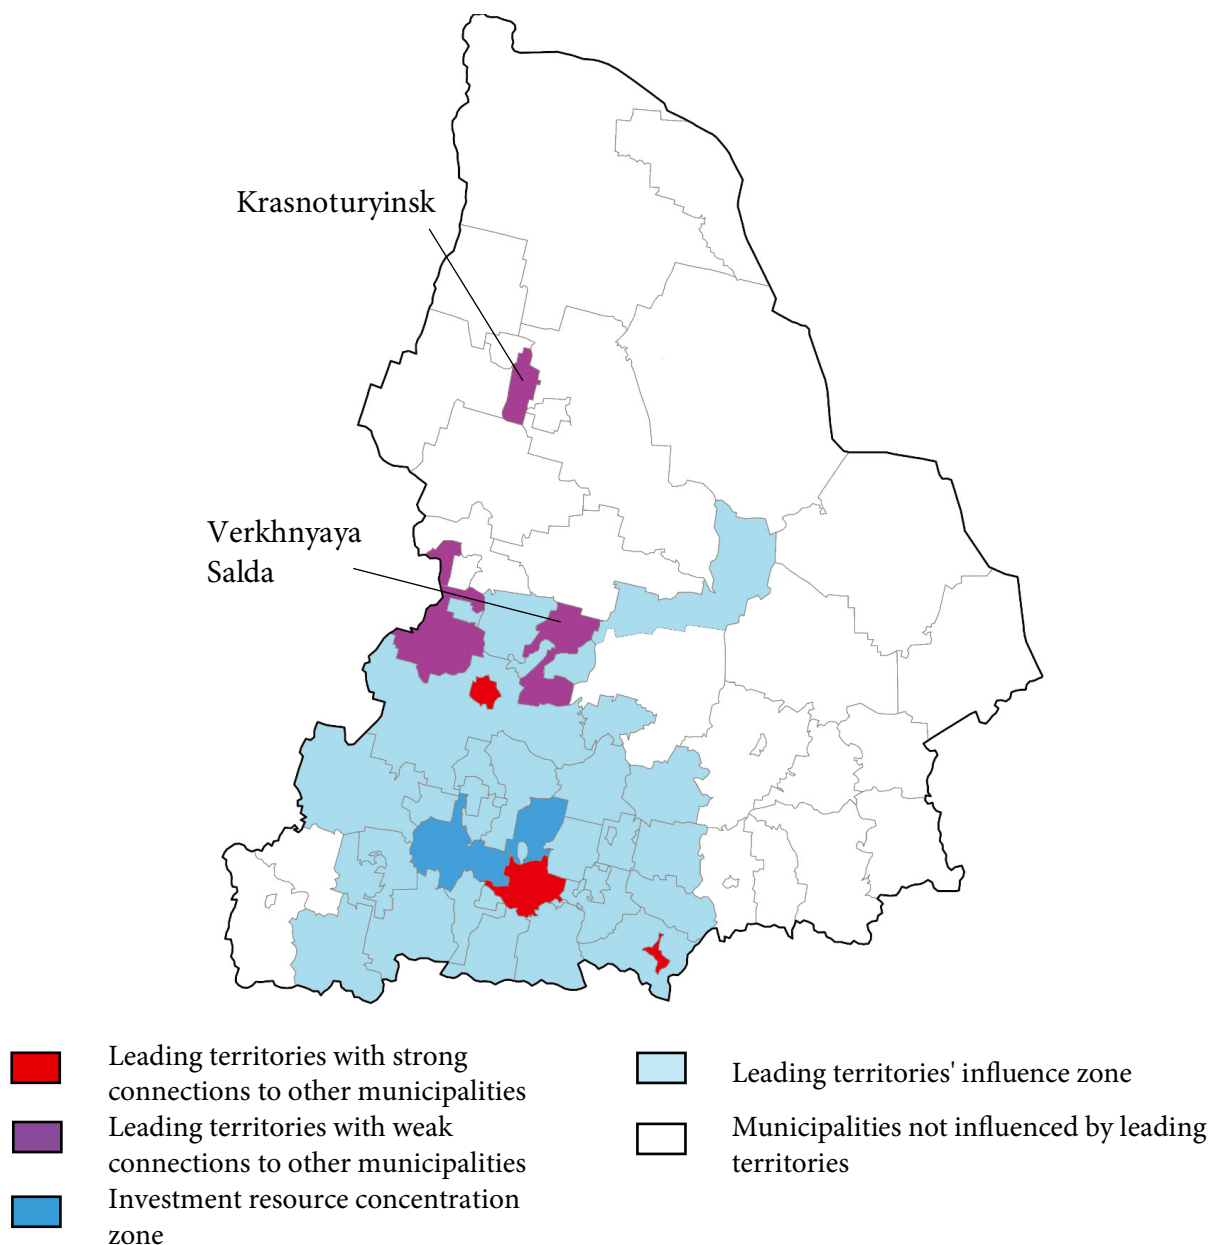 Krasnoturyinsk
Verkhnyaya
Salda
Leading territories with strong
connections to other municipalities
Leading territories with weak
connections to other municipalities
Investment resource concentration
zone
Leading territories' influence zone
Municipalities not influenced by leading
territories